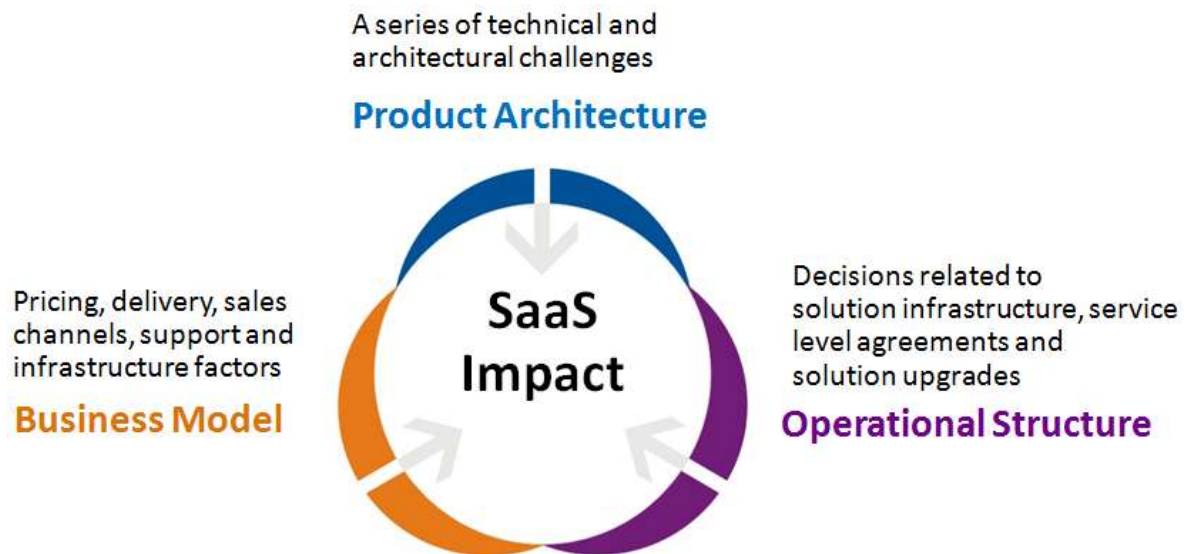 A series of technical and
architectural challenges
Product Architecture
Pricing, delivery, sales
channels, support and
infrastructure factors
Business Model
SaaS
Impact
Decisions related to
solution infrastructure, service
level agreements and
solution upgrades
Operational Structure